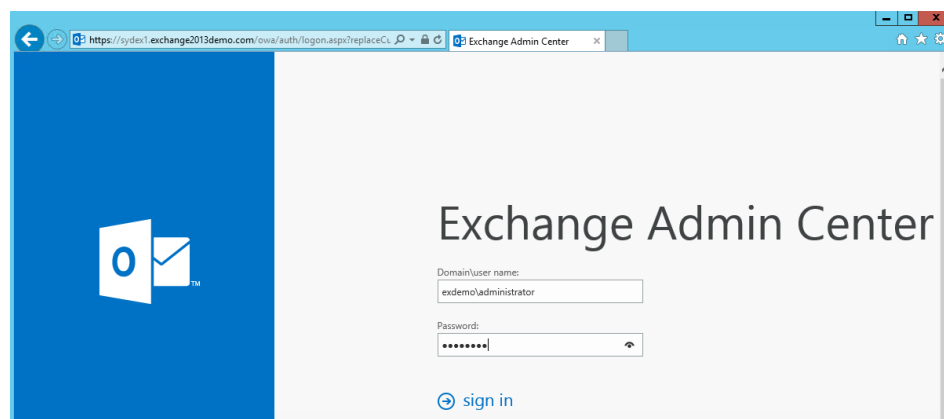 https://sydex1.exchange2013demo.com/owa/auth/logon.aspx?replaceCu
Exchange Admin Center
Exchange Admin Center
Domain\user name:
exdemo\administrator
Password:
sign in
O
TM